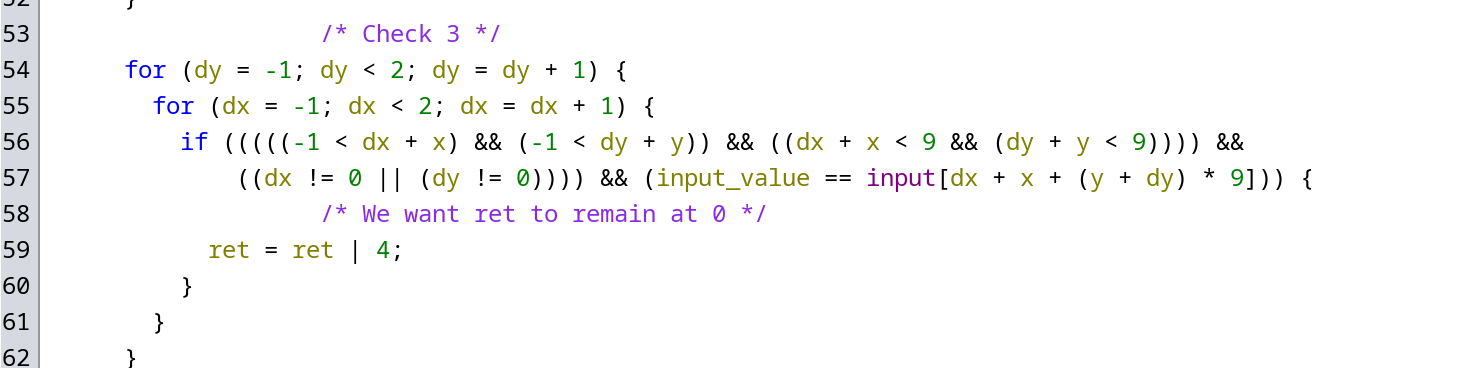 52 }
53 /* Check 3 */
54 for (dy = -1; dy < 2; dy = dy + 1) {
55 for (dx = -1; dx < 2; dx = dx + 1) {
56 if (((((-1 < dx + x) && (-1 < dy + y)) && ((dx + x < 9 && (dy + y < 9)))) &&
57 ((dx != 0 || (dy != 0)))) && (input_value == input[dx + x + (y + dy) * 9])) {
58 /* We want ret to remain at 0 */
59 ret = ret | 4;
60 }
61 }
62 }